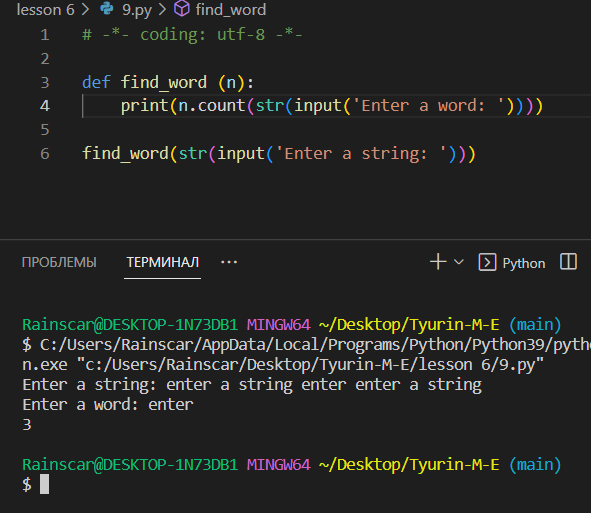 lesson 6 > 9.py > find_word
1 # -*- coding: utf-8 -*-
2
3 def find_word (n):
4     print(n.count(str(input('Enter a word: '))))
5
6 find_word(str(input('Enter a string: ')))
ПРОБЛЕМЫ ТЕРМИНАЛ ··· Python
Rainscar@DESKTOP-1N73DB1 MINGW64 ~/Desktop/Tyurin-M-E (main)
$ C:/Users/Rainscar/AppData/Local/Programs/Python/Python39/pytho
n.exe "c:/Users/Rainscar/Desktop/Tyurin-M-E/lesson 6/9.py"
Enter a string: enter a string enter enter a string
Enter a word: enter
3
Rainscar@DESKTOP-1N73DB1 MINGW64 ~/Desktop/Tyurin-M-E (main)
$